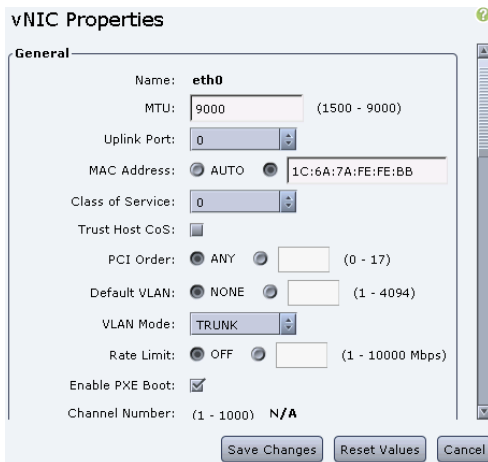 vNIC Properties
General
Name: eth0
MTU: 9000 (1500 - 9000)
Uplink Port: 0
MAC Address: AUTO 1C:6A:7A:FE:FE:BB
Class of Service: 0
Trust Host CoS:
PCI Order: ANY (0 - 17)
Default VLAN: NONE (1 - 4094)
VLAN Mode: TRUNK
Rate Limit: OFF (1 - 10000 Mbps)
Enable PXE Boot:
Channel Number: (1 - 1000) N/A
Save Changes Reset Values Cancel